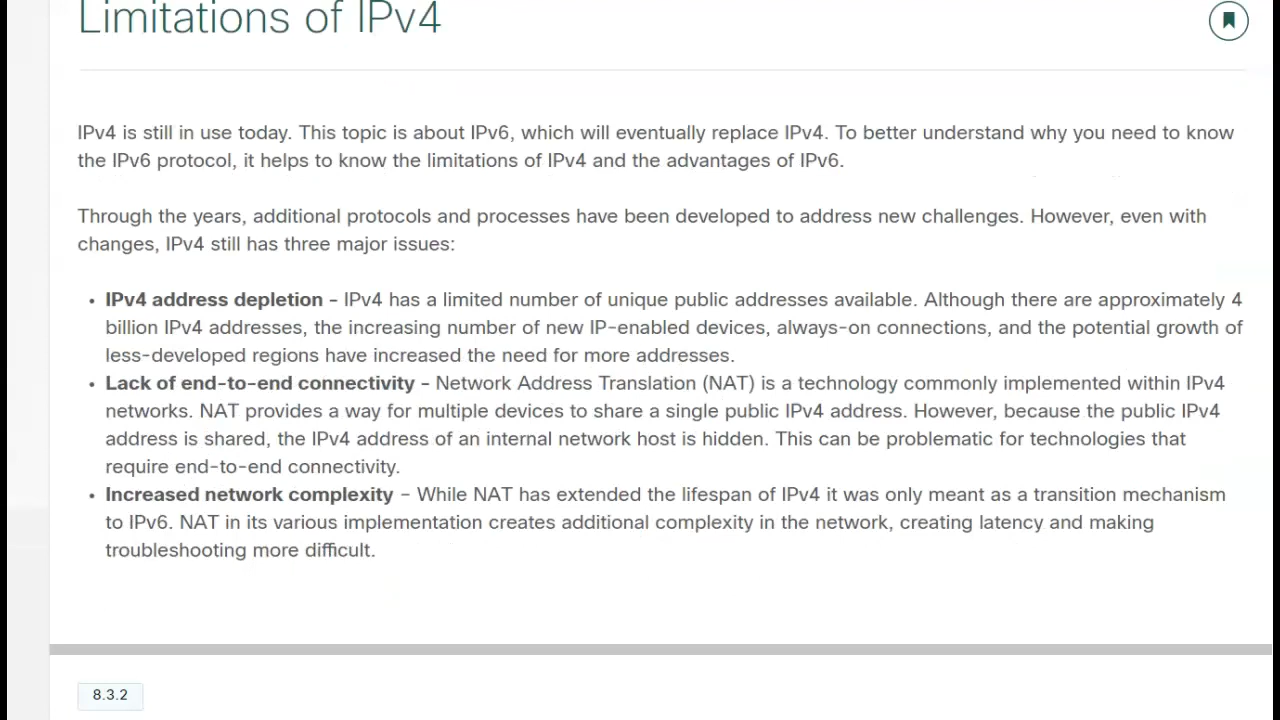 Limitations of IPv4
IPv4 is still in use today. This topic is about IPv6, which will eventually replace IPv4. To better understand why you need to know
the IPv6 protocol, it helps to know the limitations of IPv4 and the advantages of IPv6.
Through the years, additional protocols and processes have been developed to address new challenges. However, even with
changes, IPv4 still has three major issues:
• IPv4 address depletion – IPv4 has a limited number of unique public addresses available. Although there are approximately 4
billion IPv4 addresses, the increasing number of new IP-enabled devices, always-on connections, and the potential growth of
less-developed regions have increased the need for more addresses.
• Lack of end-to-end connectivity – Network Address Translation (NAT) is a technology commonly implemented within IPv4
networks. NAT provides a way for multiple devices to share a single public IPv4 address. However, because the public IPv4
address is shared, the IPv4 address of an internal network host is hidden. This can be problematic for technologies that
require end-to-end connectivity.
• Increased network complexity – While NAT has extended the lifespan of IPv4 it was only meant as a transition mechanism
to IPv6. NAT in its various implementation creates additional complexity in the network, creating latency and making
troubleshooting more difficult.
8.3.2